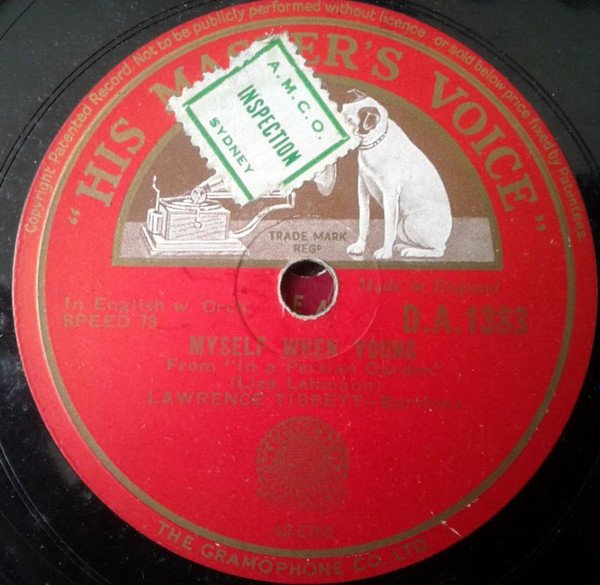 Copyright Patented Record. Not to be publicly performed without licence or sold below price fixed by Patentees.
"HIS MASTER'S VOICE"
A.M.C.O.
INSPECTION
SYDNEY
TRADE MARK
REGD
Made in England
In English w. Orch.
SPEED 78
D.A.1383
MYSELF WHEN YOUNG
From "In a Persian Garden"
(Liza Lehmann)
LAWRENCE TIBBETT-Baritone
THE GRAMOPHONE CO., LTD.